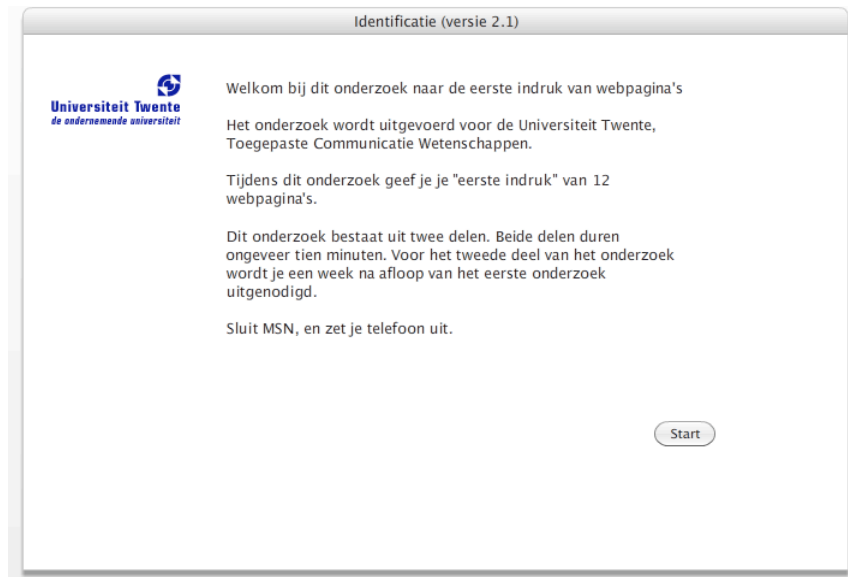 Identificatie (versie 2.1)
Universiteit Twente
de ondernemende universiteit
Welkom bij dit onderzoek naar de eerste indruk van webpagina's
Het onderzoek wordt uitgevoerd voor de Universiteit Twente,
Toegepaste Communicatie Wetenschappen.
Tijdens dit onderzoek geef je je "eerste indruk" van 12
webpagina's.
Dit onderzoek bestaat uit twee delen. Beide delen duren
ongeveer tien minuten. Voor het tweede deel van het onderzoek
wordt je een week na afloop van het eerste onderzoek
uitgenodigd.
Sluit MSN, en zet je telefoon uit.
Start